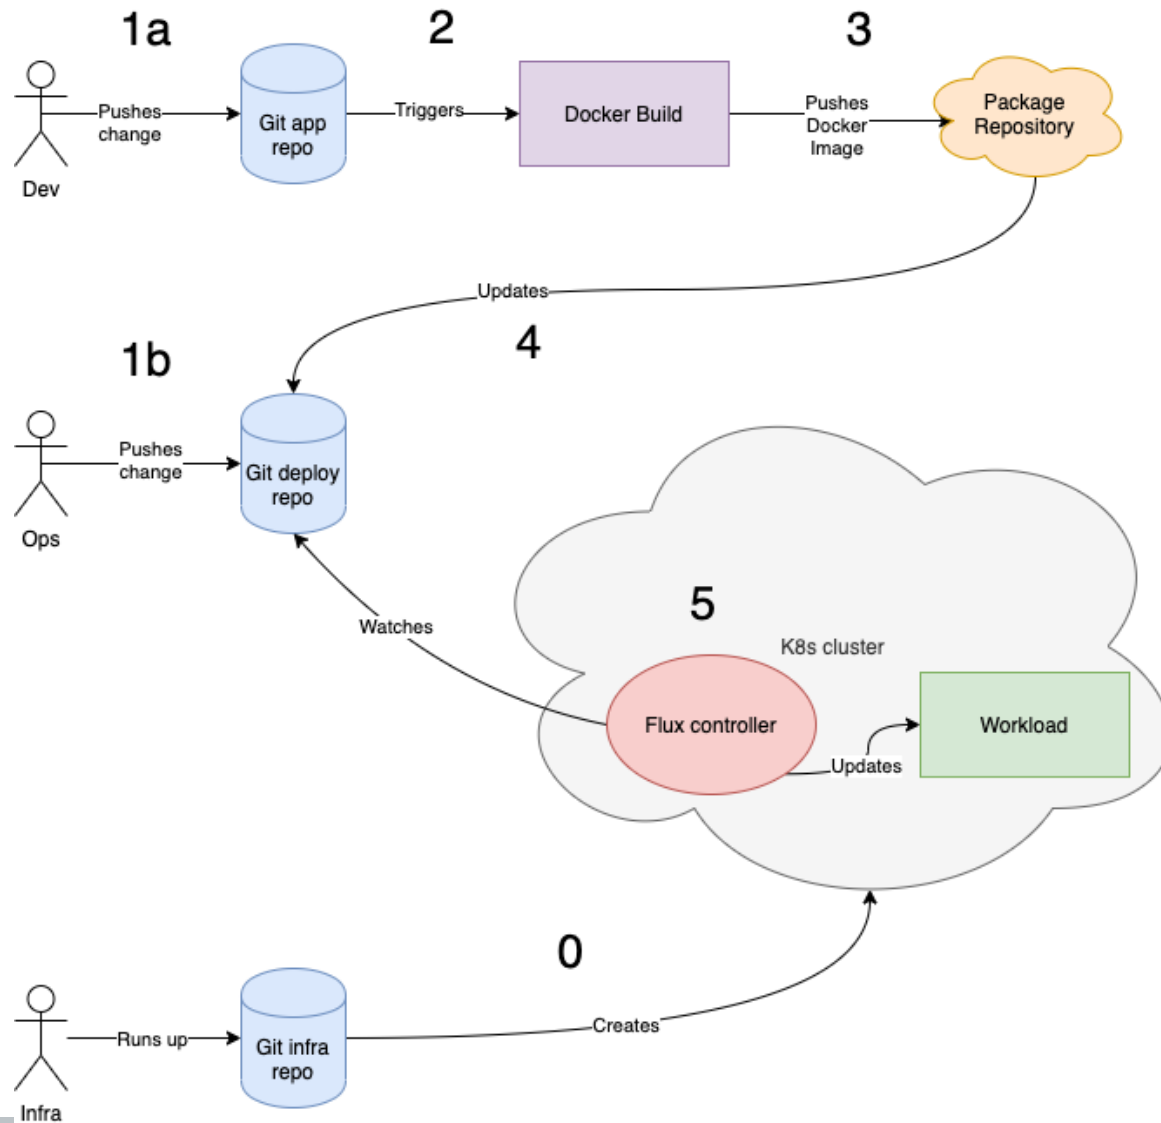 1a
2
3
Pushes
change
Git app
repo
Triggers
Docker Build
Pushes
Docker
Image
Package
Repository
Dev
Updates
4
1b
Pushes
change
Git deploy
repo
Ops
Watches
5
K8s cluster
Flux controller
Updates
Workload
0
Runs up
Git infra
repo
Creates
Infra